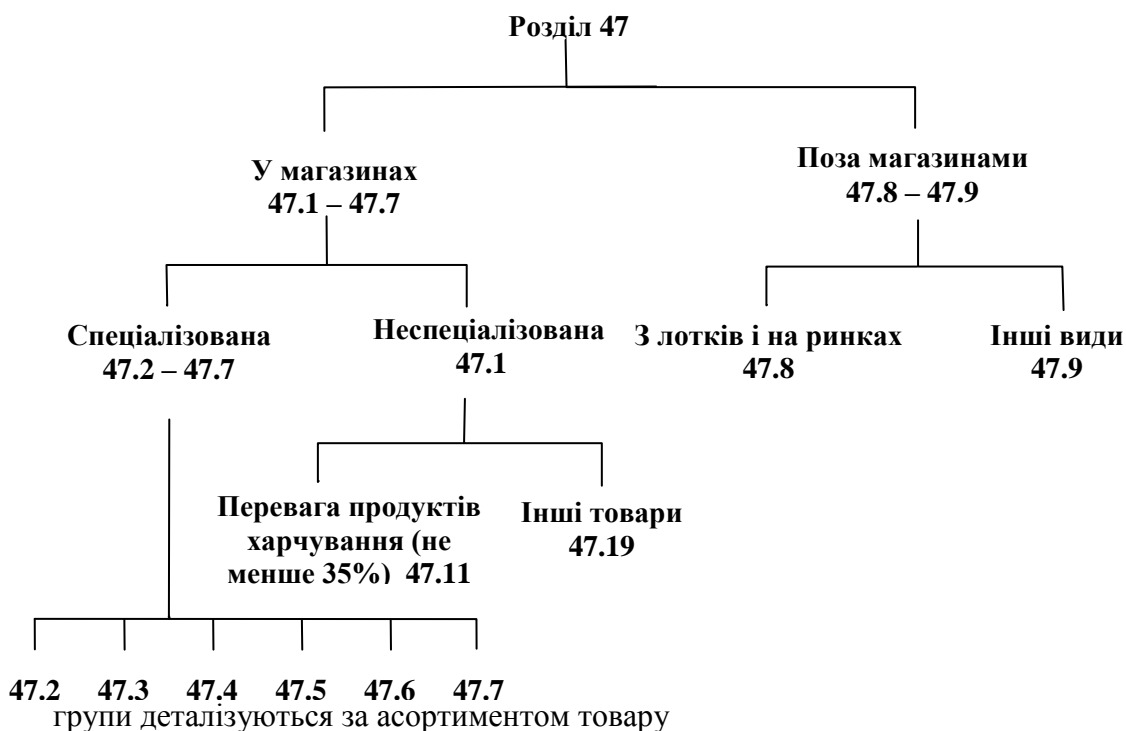 Розділ 47
У магазинах
47.1 – 47.7
Поза магазинами
47.8 – 47.9
Спеціалізована
47.2 – 47.7
Неспеціалізована
47.1
З лотків і на ринках
47.8
Інші види
47.9
Перевага продуктів
харчування (не
менше 35%) 47.11
Інші товари
47.19
47.2 47.3 47.4 47.5 47.6 47.7
групи деталізуються за асортиментом товару